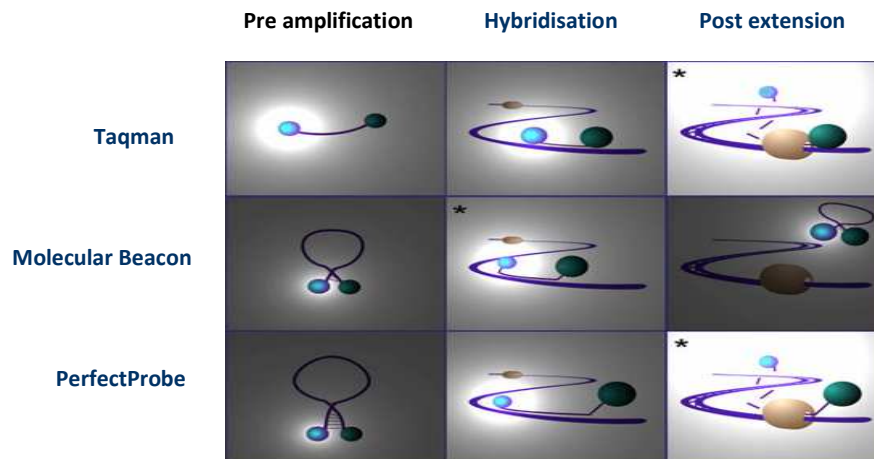 Pre amplification Hybridisation Post extension
Taqman
*
Molecular Beacon
*
PerfectProbe
*